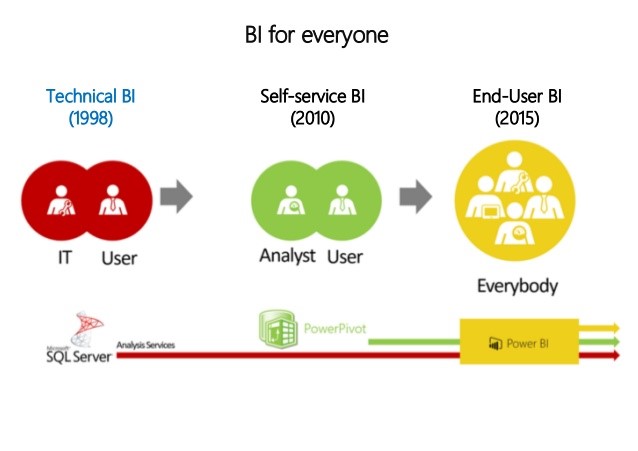 BI for everyone
Technical BI
(1998)
Self-service BI
(2010)
End-User BI
(2015)
IT
User
Analyst
User
Everybody
Microsoft
SQL Server
Analysis Services
PowerPivot
Power BI